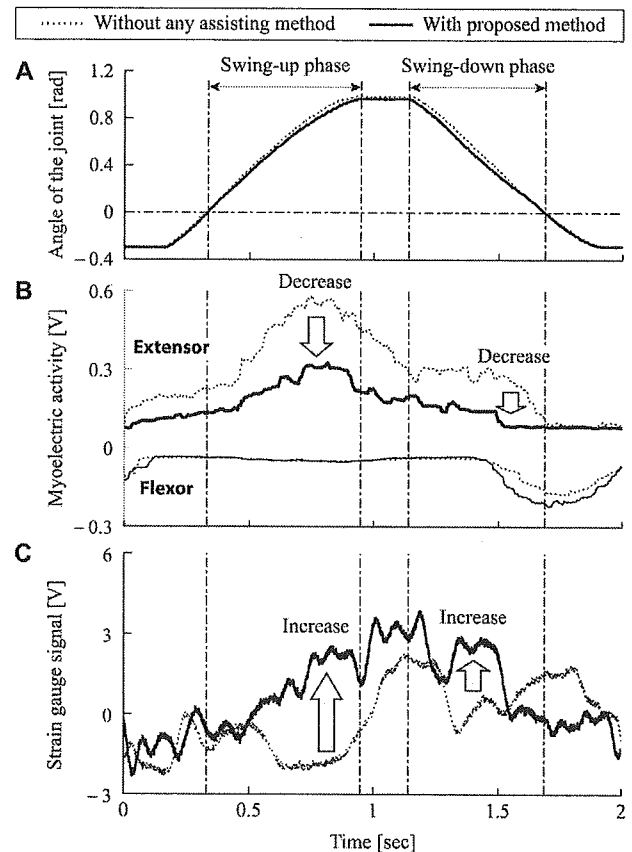 Without any assisting method With proposed method
A
Swing-up phase Swing-down phase
Angle of the joint [rad]
1.2
1.0
0.8
0.4
0
−0.4
B
Myoelectric activity [V]
0.6
0.3
0
−0.3
Decrease
Extensor
Decrease
Flexor
C
Strain gauge signal [V]
6
3
0
−3
Increase
Increase
0 0.5 1 1.5 2
Time [sec]